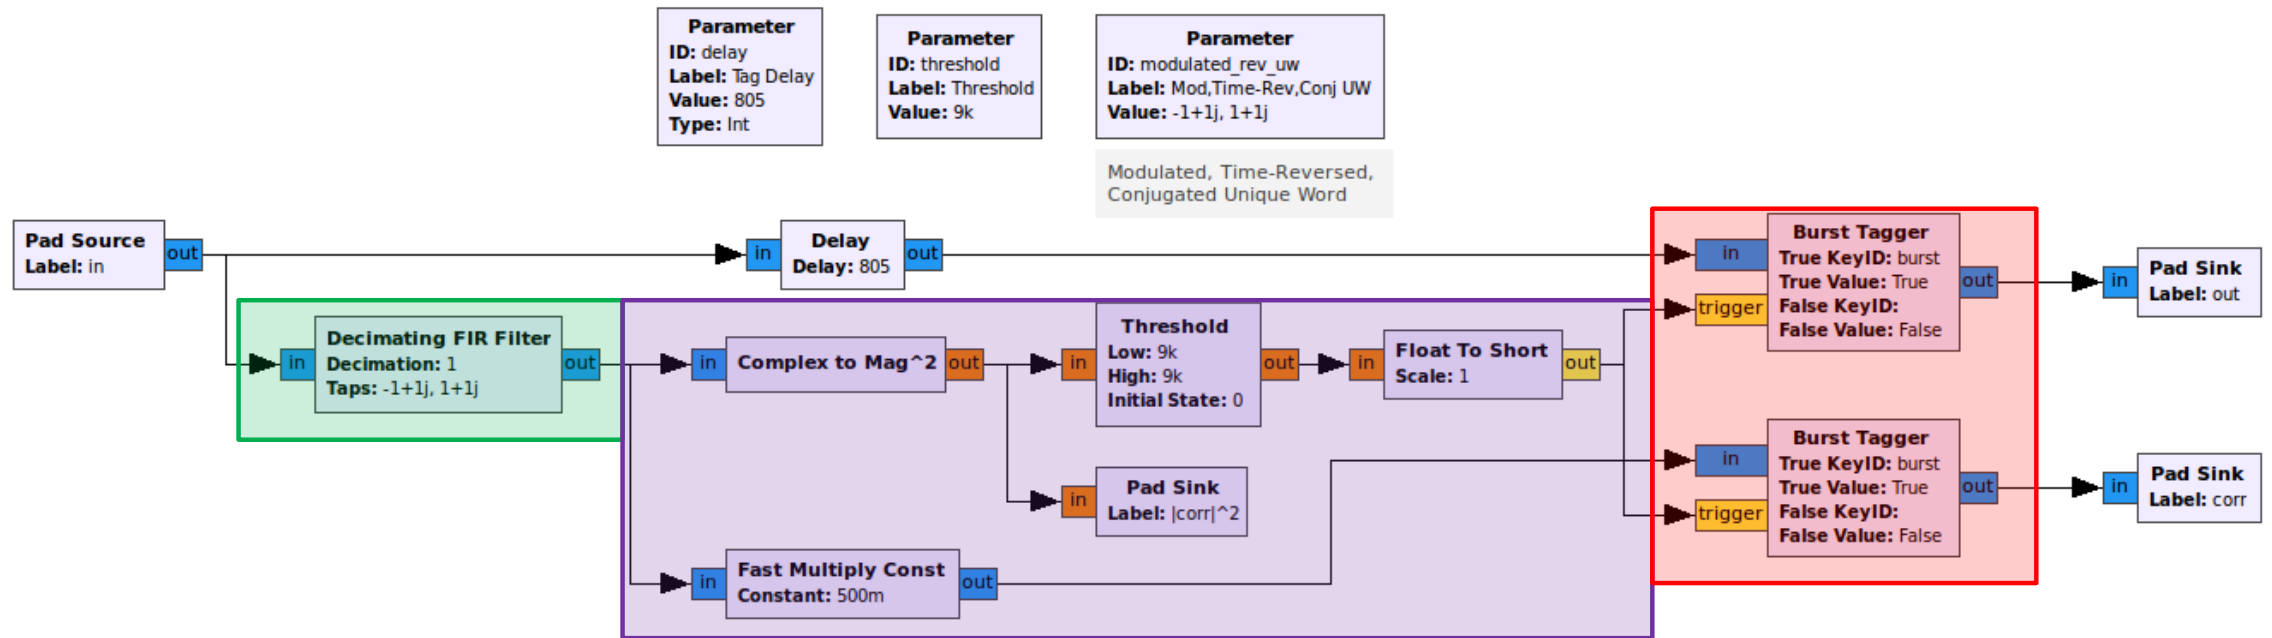 Parameter
ID: delay
Label: Tag Delay
Value: 805
Type: Int
Parameter
ID: threshold
Label: Threshold
Value: 9k
Parameter
ID: modulated_rev_uw
Label: Mod,Time-Rev,Conj UW
Value: -1+1j, 1+1j
Modulated, Time-Reversed,
Conjugated Unique Word
Pad Source
Label: in
out
in
Delay
Delay: 805
out
in
trigger
Burst Tagger
True KeyID: burst
True Value: True
False KeyID:
False Value: False
out
in
Pad Sink
Label: out
in
Decimating FIR Filter
Decimation: 1
Taps: -1+1j, 1+1j
out
in
Complex to Mag^2
out
in
Threshold
Low: 9k
High: 9k
Initial State: 0
out
in
Float To Short
Scale: 1
out
in
Pad Sink
Label: |corr|^2
in
Fast Multiply Const
Constant: 500m
out
in
trigger
Burst Tagger
True KeyID: burst
True Value: True
False KeyID:
False Value: False
out
in
Pad Sink
Label: corr